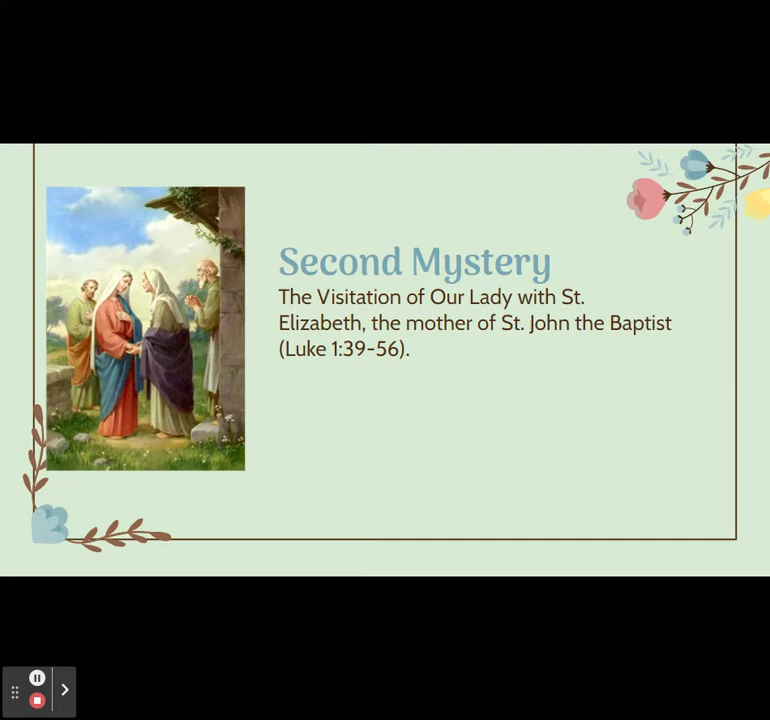 Second Mystery
The Visitation of Our Lady with St.
Elizabeth, the mother of St. John the Baptist
(Luke 1:39-56).